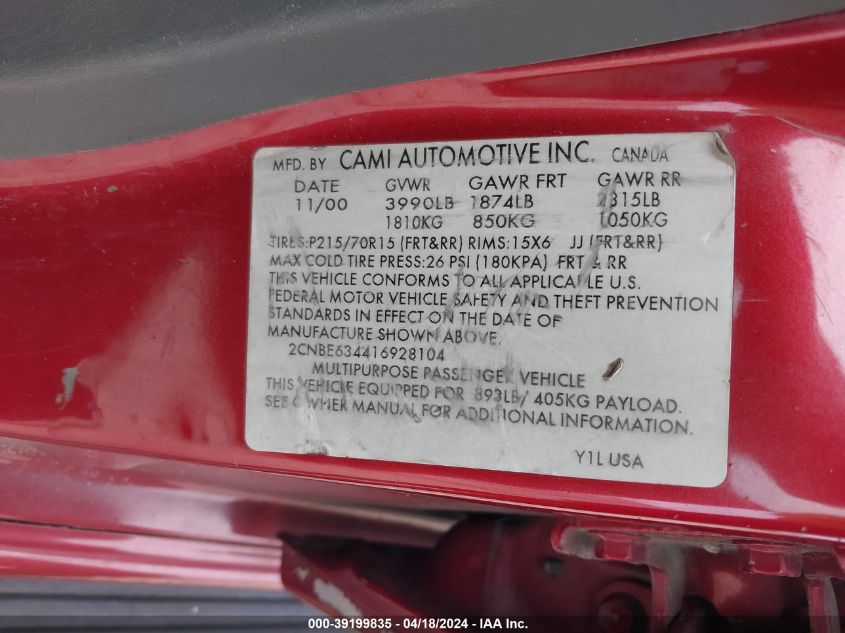 MFD. BY CAMI AUTOMOTIVE INC. CANADA
DATE GVWR GAWR FRT GAWR RR
11/00 3990LB 1874LB 2315LB
1810KG 850KG 1050KG
TIRES:P215/70R15 (FRT&RR) RIMS:15X6 JJ (FRT&RR)
MAX COLD TIRE PRESS:26 PSI (180KPA) FRT & RR
THIS VEHICLE CONFORMS TO ALL APPLICABLE U.S.
FEDERAL MOTOR VEHICLE SAFETY AND THEFT PREVENTION
STANDARDS IN EFFECT ON THE DATE OF
MANUFACTURE SHOWN ABOVE.
2CNBE634416928104
MULTIPURPOSE PASSENGER VEHICLE
THIS VEHICLE EQUIPPED FOR 893LB/ 405KG PAYLOAD.
SEE OWNER MANUAL FOR ADDITIONAL INFORMATION.
Y1L USA
000-39199835 - 04/18/2024 - IAA Inc.